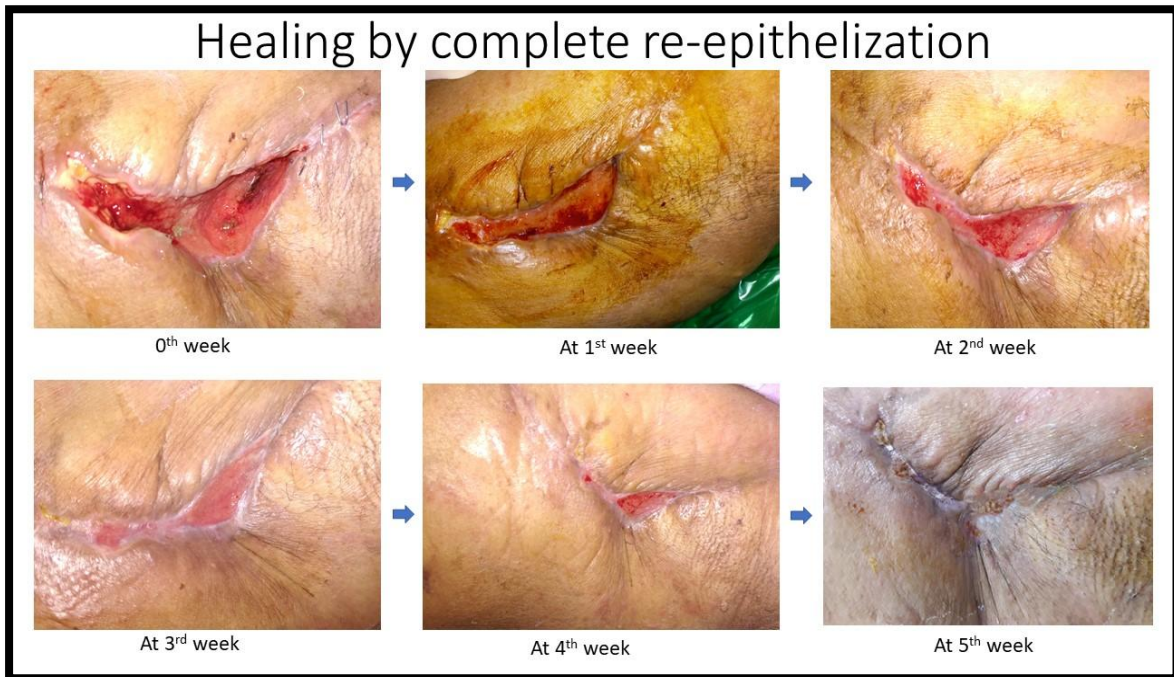 Healing by complete re-epithelization
0th week
At 1st week
At 2nd week
At 3rd week
At 4th week
At 5th week